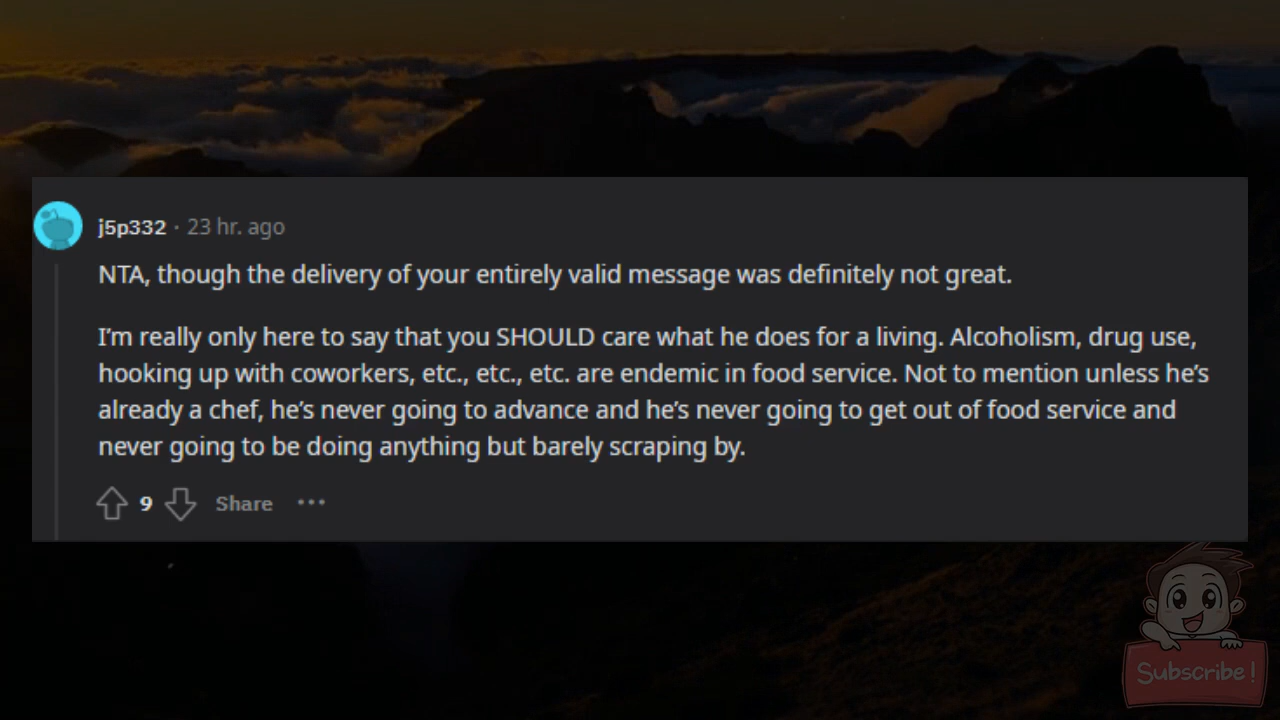 j5p332 · 23 hr. ago
NTA, though the delivery of your entirely valid message was definitely not great.
I'm really only here to say that you SHOULD care what he does for a living. Alcoholism, drug use,
hooking up with coworkers, etc., etc., etc. are endemic in food service. Not to mention unless he's
already a chef, he's never going to advance and he's never going to get out of food service and
never going to be doing anything but barely scraping by.
9 Share ···
Subscribe!